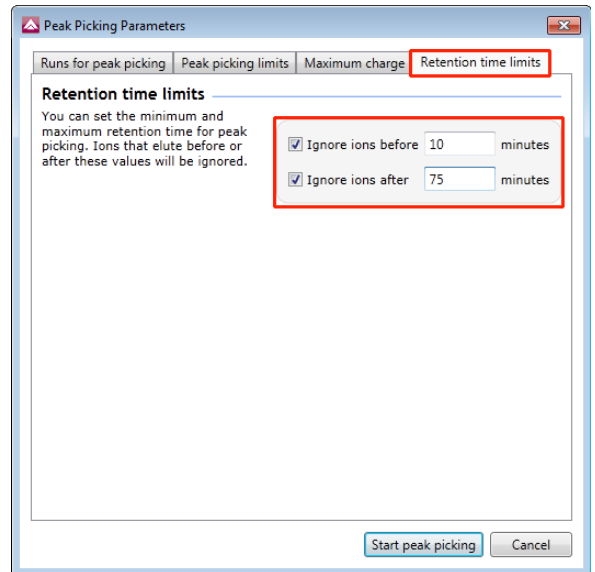 Peak Picking Parameters
Runs for peak picking
Peak picking limits
Maximum charge
Retention time limits
Retention time limits
You can set the minimum and
maximum retention time for peak
picking. Ions that elute before or
after these values will be ignored.
Ignore ions before 10 minutes
Ignore ions after 75 minutes
Start peak picking
Cancel